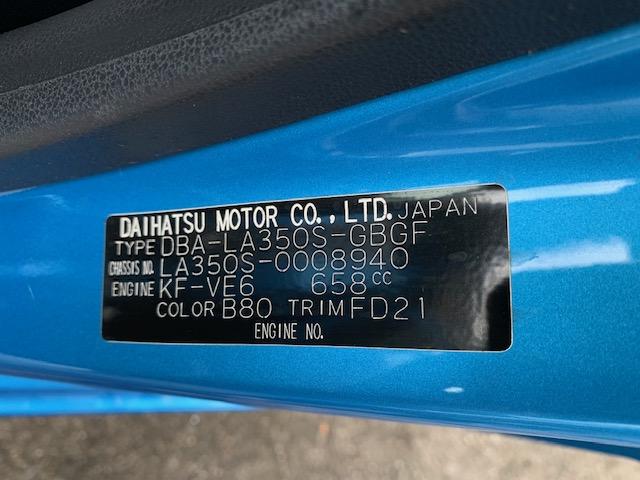 DAIHATSU MOTOR CO., LTD. JAPAN
TYPE DBA-LA350S-GBGF
CHASSIS NO. LA350S-0008940
ENGINE KF-VE6 658cc
COLOR B80 TRIM FD21
ENGINE NO.